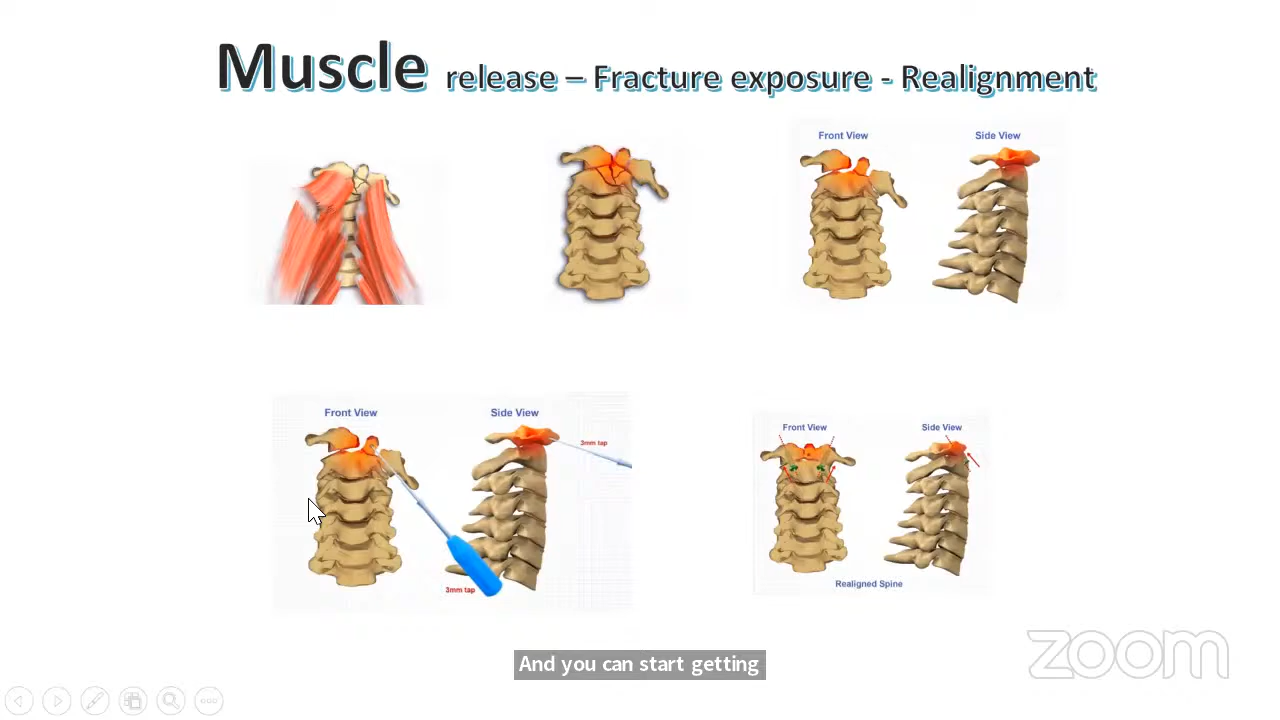 Muscle release – Fracture exposure - Realignment
Front View
Side View
Front View
Side View
3mm tap
3mm tap
Front View
Side View
Realigned Spine
And you can start getting
zoom